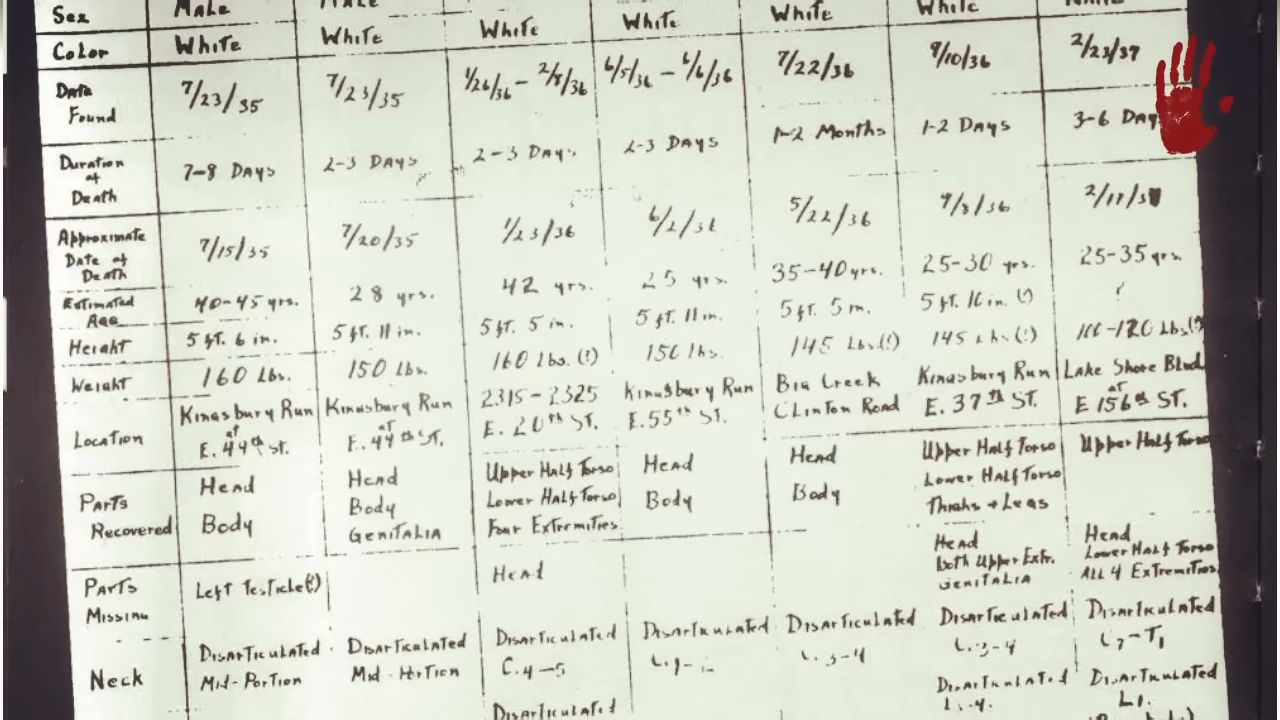 Sex Male Male
Color White White White White White White White
Date 7/23/35 7/23/35 1/26/36 – 2/8/36 6/5/36 – 6/6/36 7/22/36 9/10/36 2/23/37
Found
Duration 7–8 Days 2–3 Days 2–3 Days 2–3 Days 1–2 Months 1–2 Days 3–6
of
Death
Approximate 7/15/35 7/20/35 1/23/36 5/22/36 9/8/36
Date of
Death
Estimated 40–45 yrs. 28 yrs. 42 yrs. 25 yrs. 35–40 yrs. 25–30 yrs. 25–35 yrs.
Age
Height 5 ft. 6 in. 5 ft. 11 in. 5 ft. 5 in. 5 ft. 11 in. 5 ft. 5 5 ft. 10 in. (?) ?
Weight 160 Lbs. 150 Lbs. 160 Lbs. (?) 150 lbs. 145 Lbs.(?) 145 (?) 100–120 Lbs.(?)
Location Kingsbury Run Kingsbury Run 2315–2325 Kingsbury Run Big Creek Kingsbury Run Lake Shore Blvd
at E. 44th St. at E. 44th St. E. 20th St. E. 55th St. Clinton Road E. 37th St. at E 156th St.
Parts Head Head Upper Half Torso Head Head Upper Half Torso Upper Half Torso
Recovered Body Body Lower Half Torso Body Body Lower Half Torso
Genitalia Four Extremities Thighs + Legs
Parts Left Testicle(?) Head Head Head
Missing Both Upper Extr. Lower Half Torso
Genitalia All 4 Extremities
Neck Disarticulated Disarticulated Disarticulated Disarticulated Disarticulated Disarticulated Disarticulated
Mid-Portion Mid-Portion C.4–5 C.3–4 C.3–4 C7–T1
Disarticulated Disarticulated Disarticulated
L1.